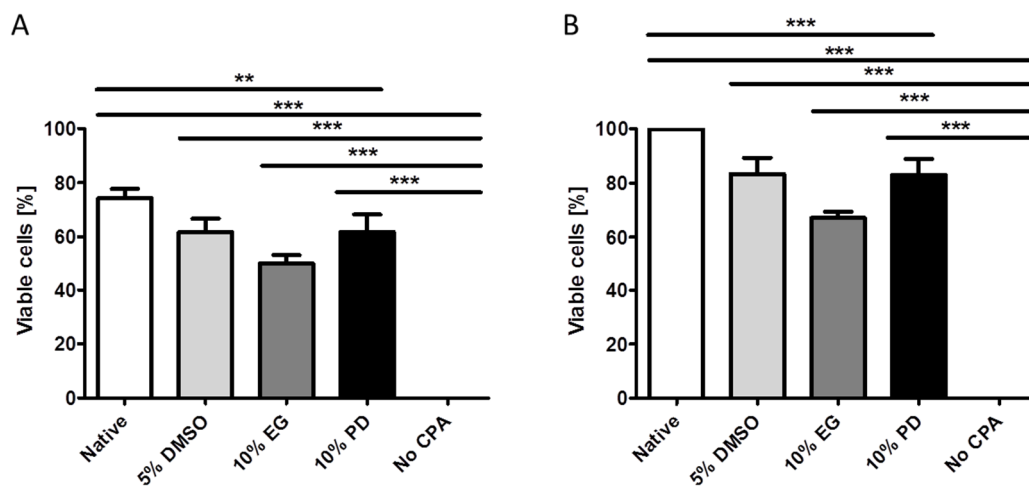 A
**
***
***
***
***
Viable cells [%]
100
80
60
40
20
0
Native
5% DMSO
10% EG
10% PD
No CPA
B
***
***
***
***
***
Viable cells [%]
100
80
60
40
20
0
Native
5% DMSO
10% EG
10% PD
No CPA